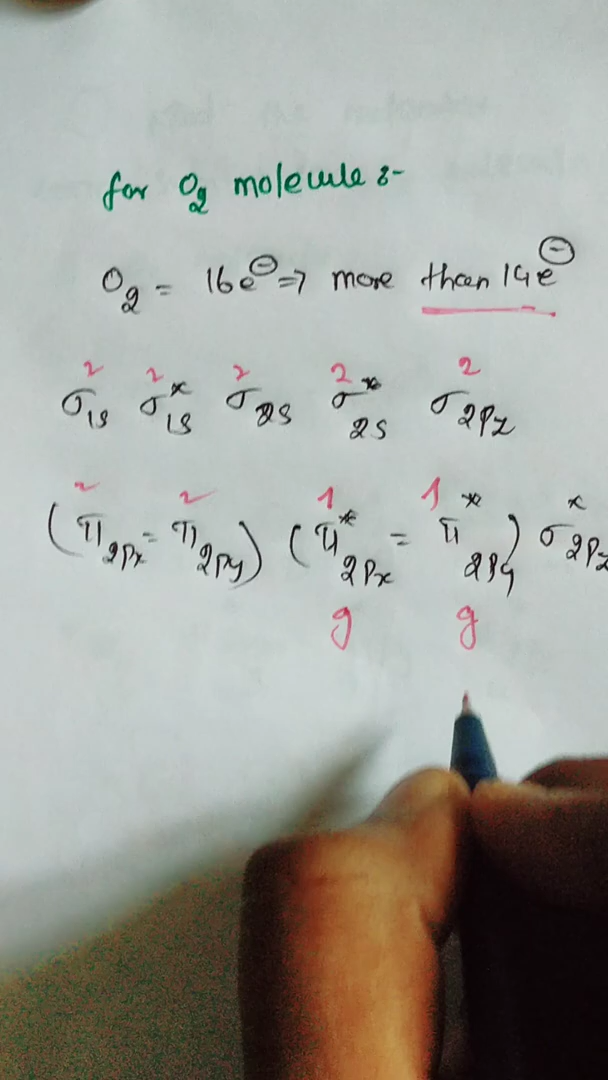 for O₂ molecule :-
O₂ = 16e⊖ ⇒ more than 14e⊖
σ1s² σ*1s² σ2s² σ*2s² σ2pz²
(π2px² = π2py²) (π*2px¹ = π*2py¹) σ*2pz
g g